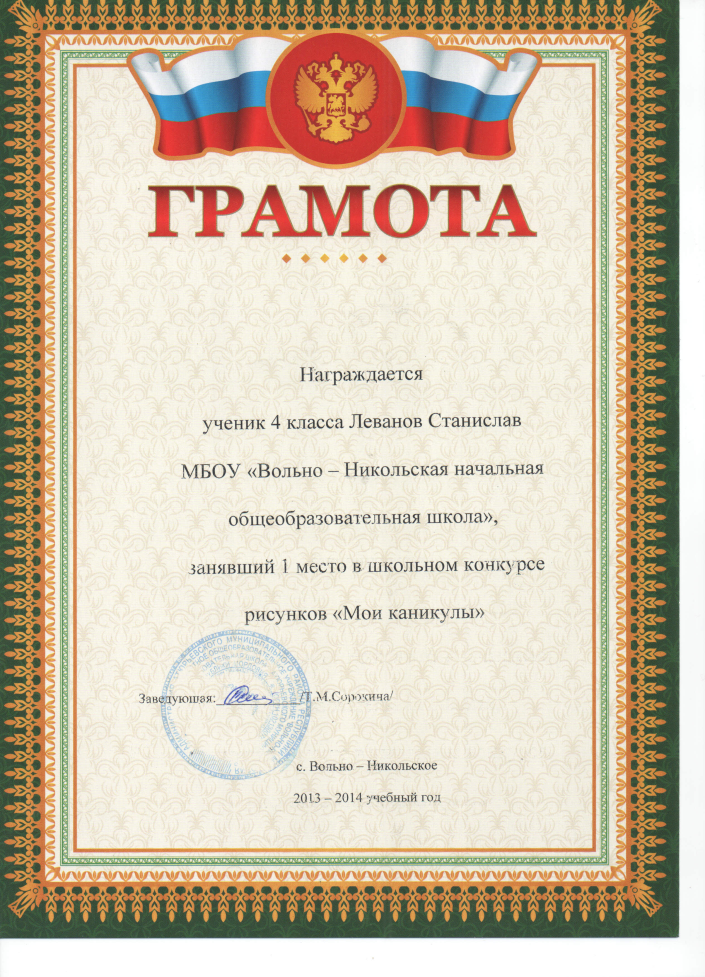 ГРАМОТА
Награждается
ученик 4 класса Леванов Станислав
МБОУ «Вольно – Никольская начальная
общеобразовательная школа»,
занявший 1 место в школьном конкурсе
рисунков «Мои каникулы»
Заведующая: /Т.М.Сорокина/
МУНИЦИПАЛЬНОГО
с. Вольно – Никольское
2013 – 2014 учебный год